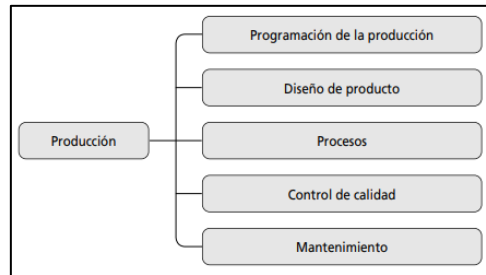 Programación de la producción
Diseño de producto
Producción
Procesos
Control de calidad
Mantenimiento